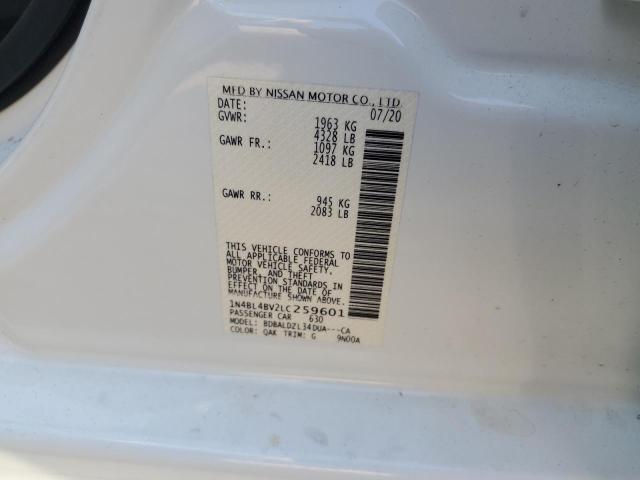 MFD BY NISSAN MOTOR CO., LTD.
DATE: 07/20
GVWR: 1963 KG
4328 LB
GAWR FR.: 1097 KG
2418 LB
GAWR RR.: 945 KG
2083 LB
THIS VEHICLE CONFORMS TO
ALL APPLICABLE FEDERAL
MOTOR VEHICLE SAFETY,
BUMPER, AND THEFT
PREVENTION STANDARDS IN
EFFECT ON THE DATE OF
MANUFACTURE SHOWN ABOVE.
1N4BL4BV2LC259601
PASSENGER CAR 630
MODEL: BDBALDZL34DUA---CA
COLOR: QAK TRIM: G 9N00A